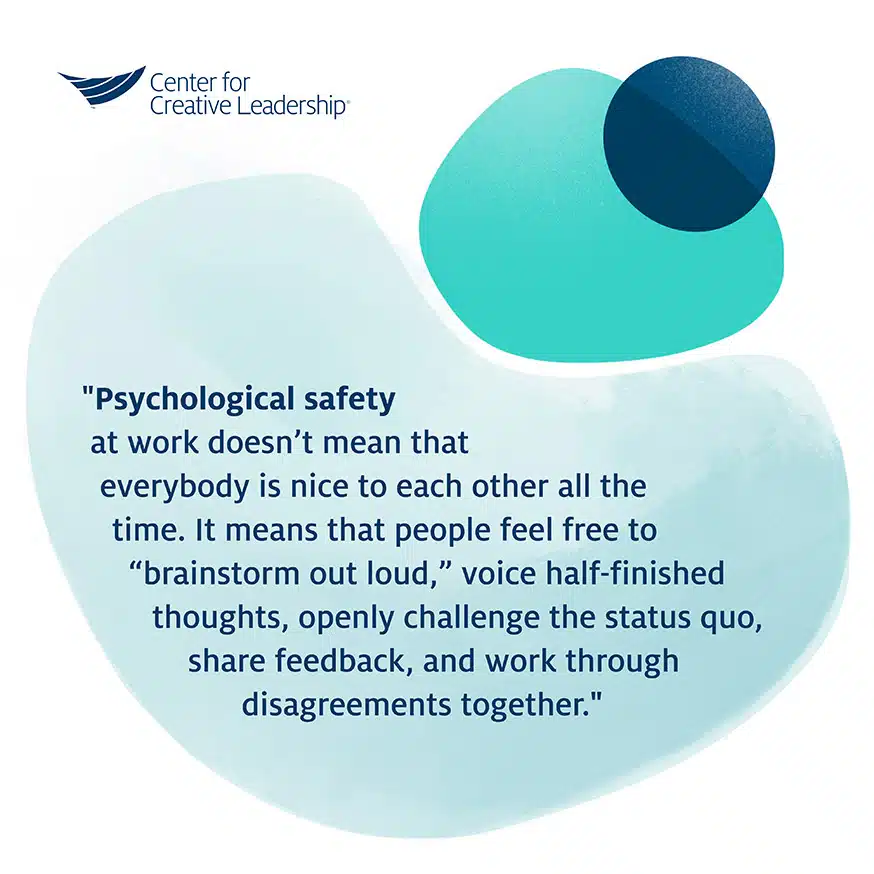 Center for
Creative Leadership®
"Psychological safety
at work doesn’t mean that
everybody is nice to each other all the
time. It means that people feel free to
“brainstorm out loud,” voice half-finished
thoughts, openly challenge the status quo,
share feedback, and work through
disagreements together."